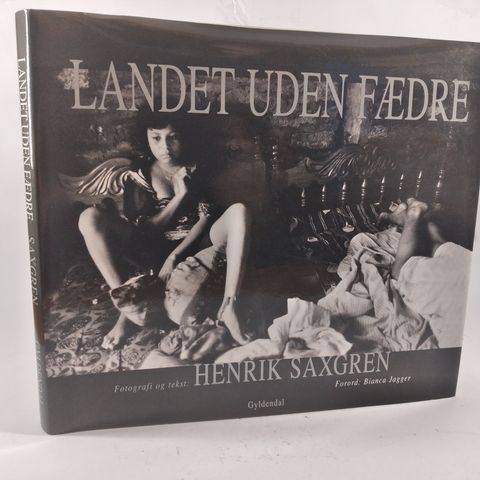 LANDET UDEN FÆDRE
LANDET UDEN FÆDRE SAXGREN
Fotografi og tekst: HENRIK SAXGREN
Forord: Bianca Jagger
Gyldendal